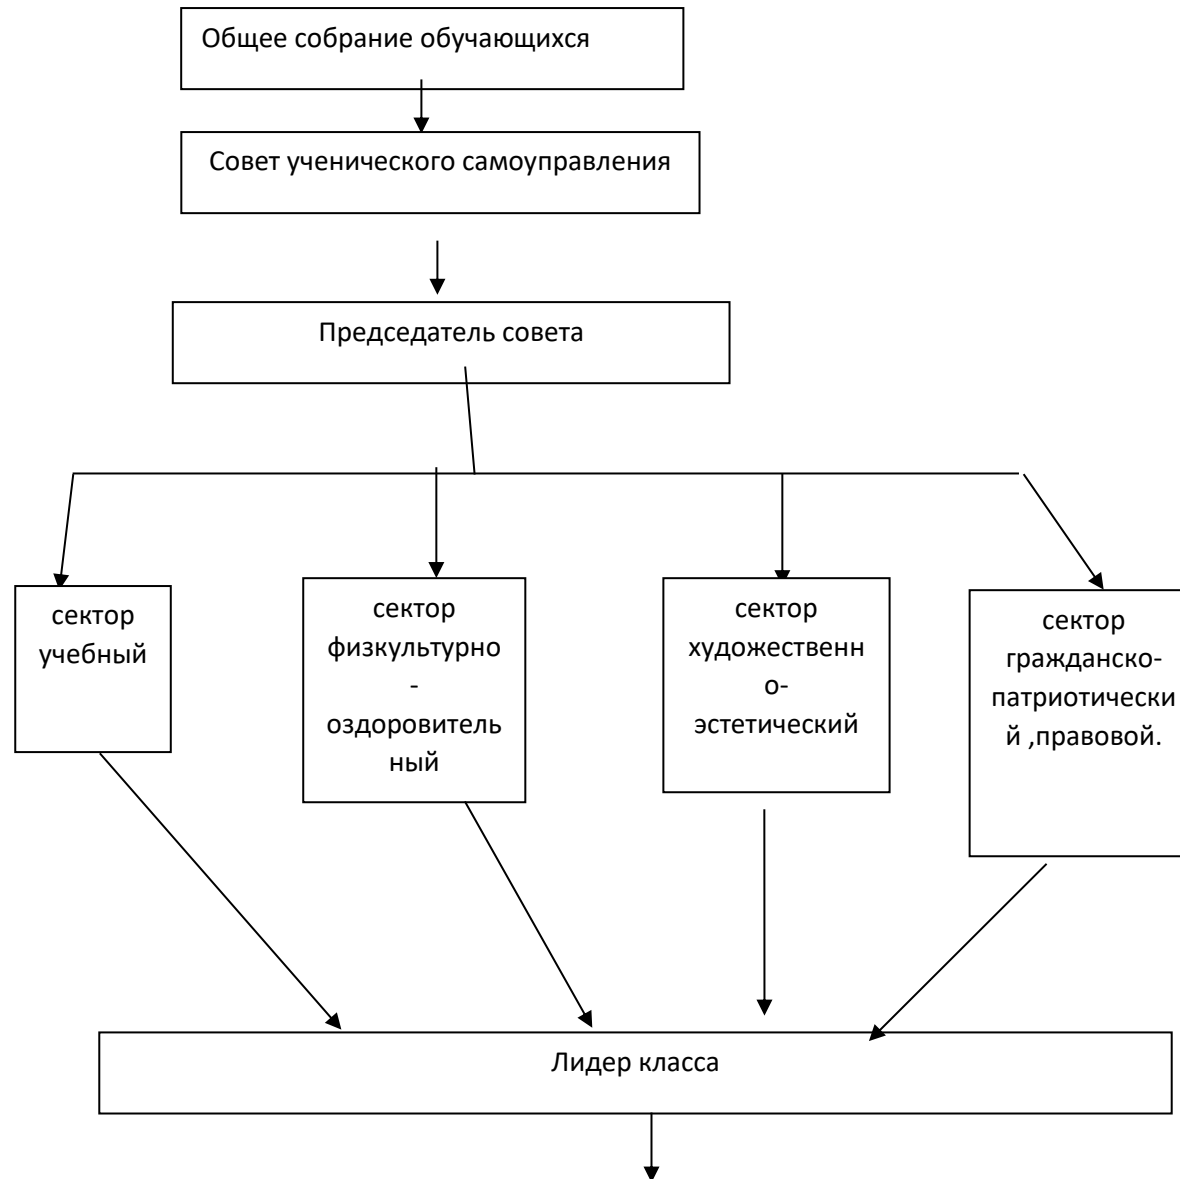 Общее собрание обучающихся
Совет ученического самоуправления
Председатель совета
сектор
учебный
сектор
физкультурно
-
оздоровитель
ный
сектор
художественн
о-
эстетический
сектор
гражданско-
патриотически
й ,правовой.
Лидер класса